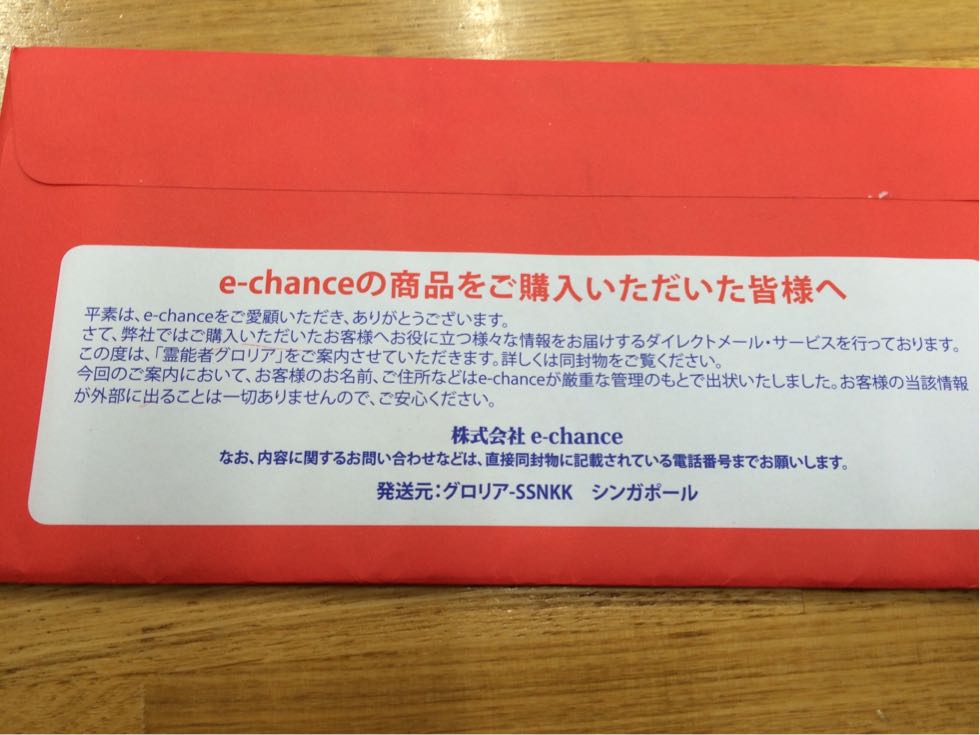 e-chanceの商品をご購入いただいた皆様へ
平素は、e-chanceをご愛顧いただき、ありがとうございます。
さて、弊社ではご購入いただいたお客様へお役に立つ様々な情報をお届けするダイレクトメール・サービスを行っております。
この度は、「霊能者グロリア」をご案内させていただきます。詳しくは同封物をご覧ください。
今回のご案内において、お客様のお名前、ご住所などはe-chanceが厳重な管理のもとで出状いたしました。お客様の当該情報
が外部に出ることは一切ありませんので、ご安心ください。
株式会社 e-chance
なお、内容に関するお問い合わせなどは、直接同封物に記載されている電話番号までお願いします。
発送元：グロリア-SSNKK　シンガポール